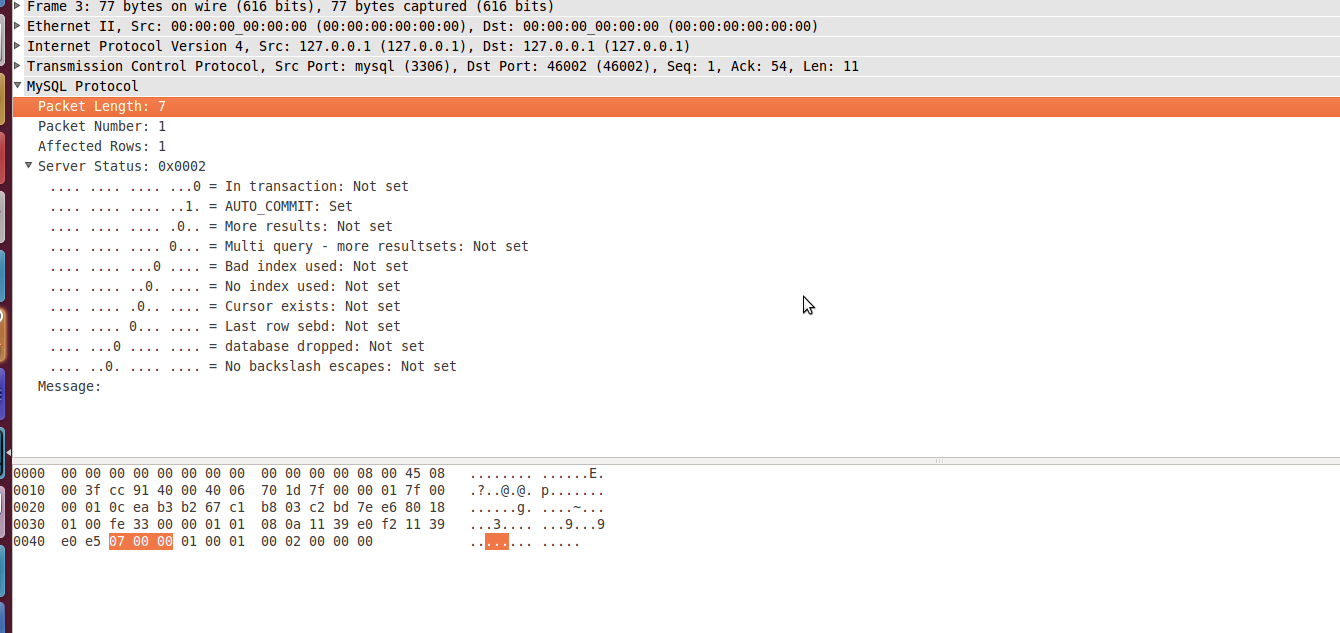 Frame 3: 77 bytes on wire (616 bits), 77 bytes captured (616 bits)
Ethernet II, Src: 00:00:00_00:00:00 (00:00:00:00:00:00), Dst: 00:00:00_00:00:00 (00:00:00:00:00:00)
Internet Protocol Version 4, Src: 127.0.0.1 (127.0.0.1), Dst: 127.0.0.1 (127.0.0.1)
Transmission Control Protocol, Src Port: mysql (3306), Dst Port: 46002 (46002), Seq: 1, Ack: 54, Len: 11
MySQL Protocol
Packet Length: 7
Packet Number: 1
Affected Rows: 1
Server Status: 0x0002
.... .... .... ...0 = In transaction: Not set
.... .... .... ..1. = AUTO_COMMIT: Set
.... .... .... .0.. = More results: Not set
.... .... .... 0... = Multi query - more resultsets: Not set
.... .... ...0 .... = Bad index used: Not set
.... .... ..0. .... = No index used: Not set
.... .... .0.. .... = Cursor exists: Not set
.... .... 0... .... = Last row sebd: Not set
.... ...0 .... .... = database dropped: Not set
.... ..0. .... .... = No backslash escapes: Not set
Message:
0000  00 00 00 00 00 00 00 00  00 00 00 00 08 00 45 08   ........ ......E.
0010  00 3f cc 91 40 00 40 06  70 1d 7f 00 00 01 7f 00   .?..@.@. p.......
0020  00 01 0c ea b3 b2 67 c1  b8 03 c2 bd 7e e6 80 18   ......g. ....~...
0030  01 00 fe 33 00 00 01 01  08 0a 11 39 e0 f2 11 39   ...3.... ...9...9
0040  e0 e5 07 00 00 01 00 01  00 02 00 00 00   ........ .....